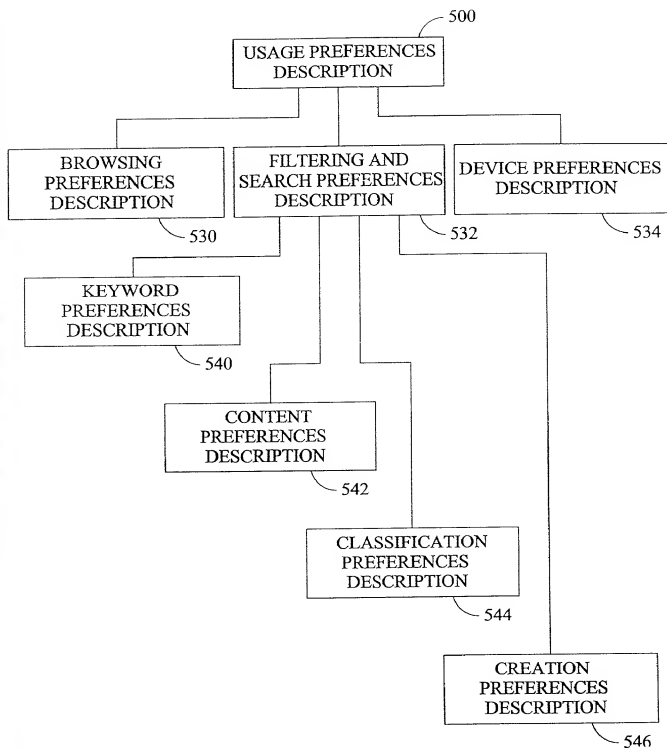 500
USAGE PREFERENCES
DESCRIPTION
BROWSING
PREFERENCES
DESCRIPTION
530
FILTERING AND
SEARCH PREFERENCES
DESCRIPTION
532
DEVICE PREFERENCES
DESCRIPTION
534
KEYWORD
PREFERENCES
DESCRIPTION
540
CONTENT
PREFERENCES
DESCRIPTION
542
CLASSIFICATION
PREFERENCES
DESCRIPTION
544
CREATION
PREFERENCES
DESCRIPTION
546